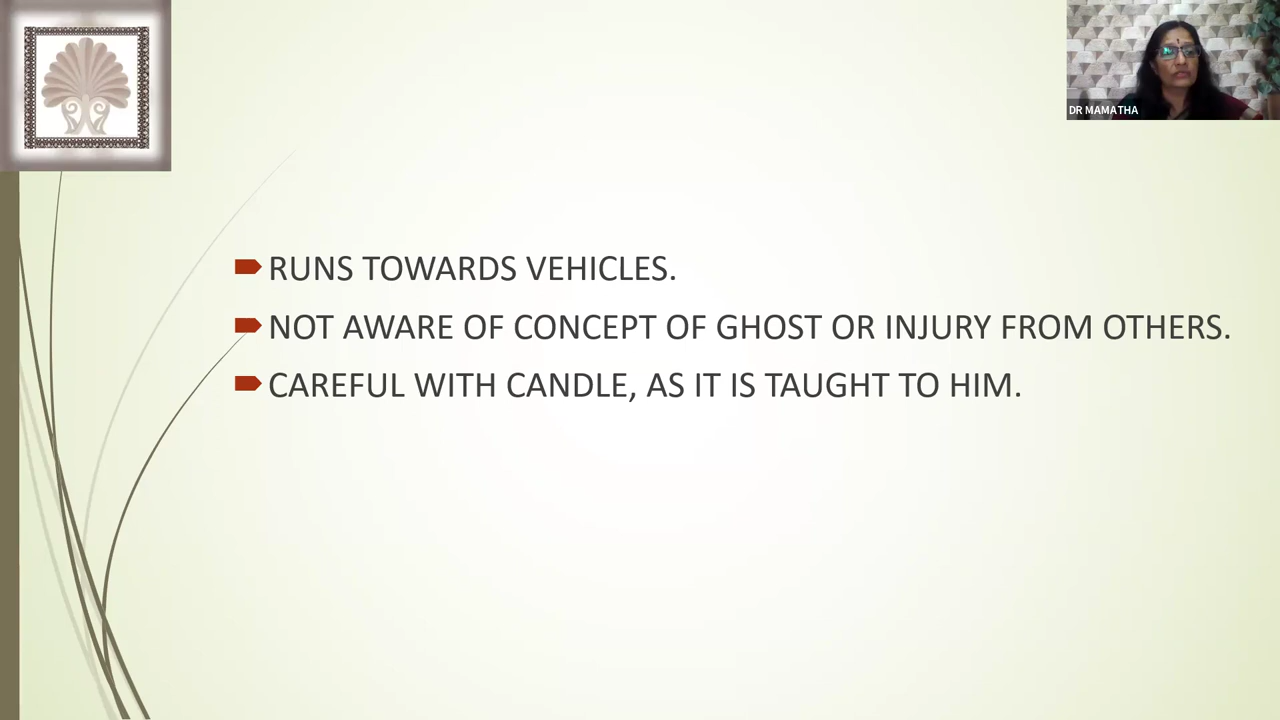 DR MAMATHA
RUNS TOWARDS VEHICLES.
NOT AWARE OF CONCEPT OF GHOST OR INJURY FROM OTHERS.
CAREFUL WITH CANDLE, AS IT IS TAUGHT TO HIM.